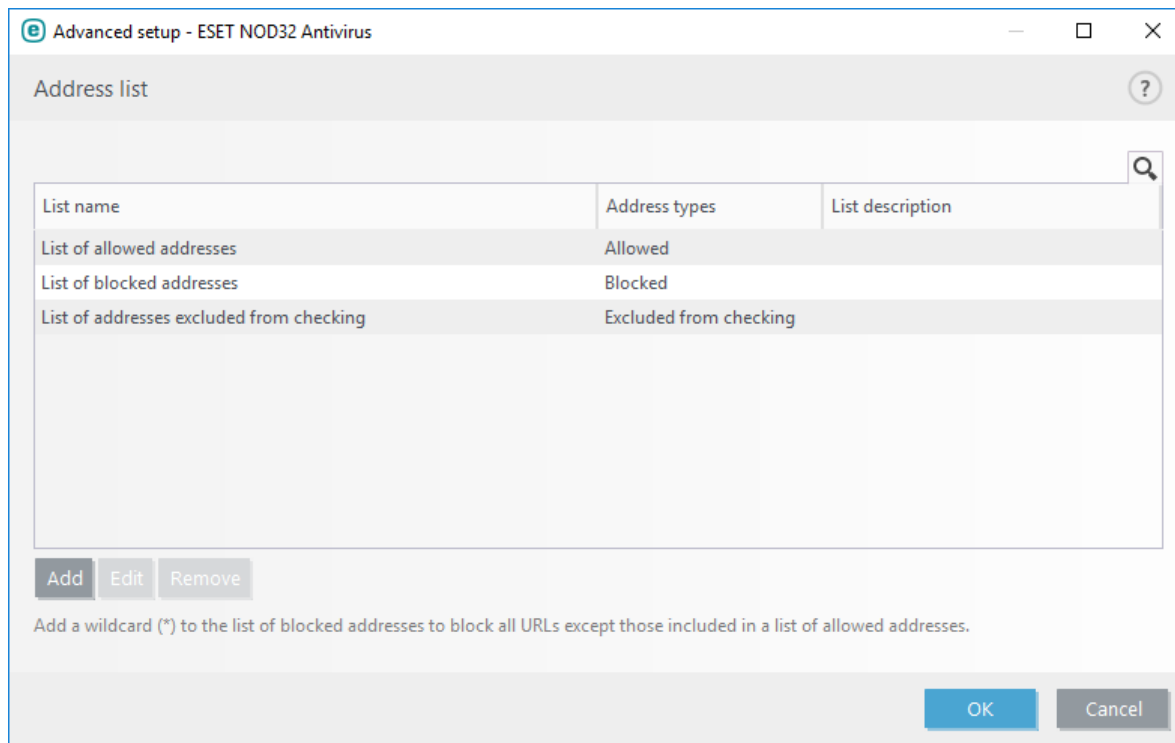 Advanced setup - ESET NOD32 Antivirus
Address list
?
List name Address types List description
List of allowed addresses Allowed
List of blocked addresses Blocked
List of addresses excluded from checking Excluded from checking
Add Edit Remove
Add a wildcard (*) to the list of blocked addresses to block all URLs except those included in a list of allowed addresses.
OK Cancel